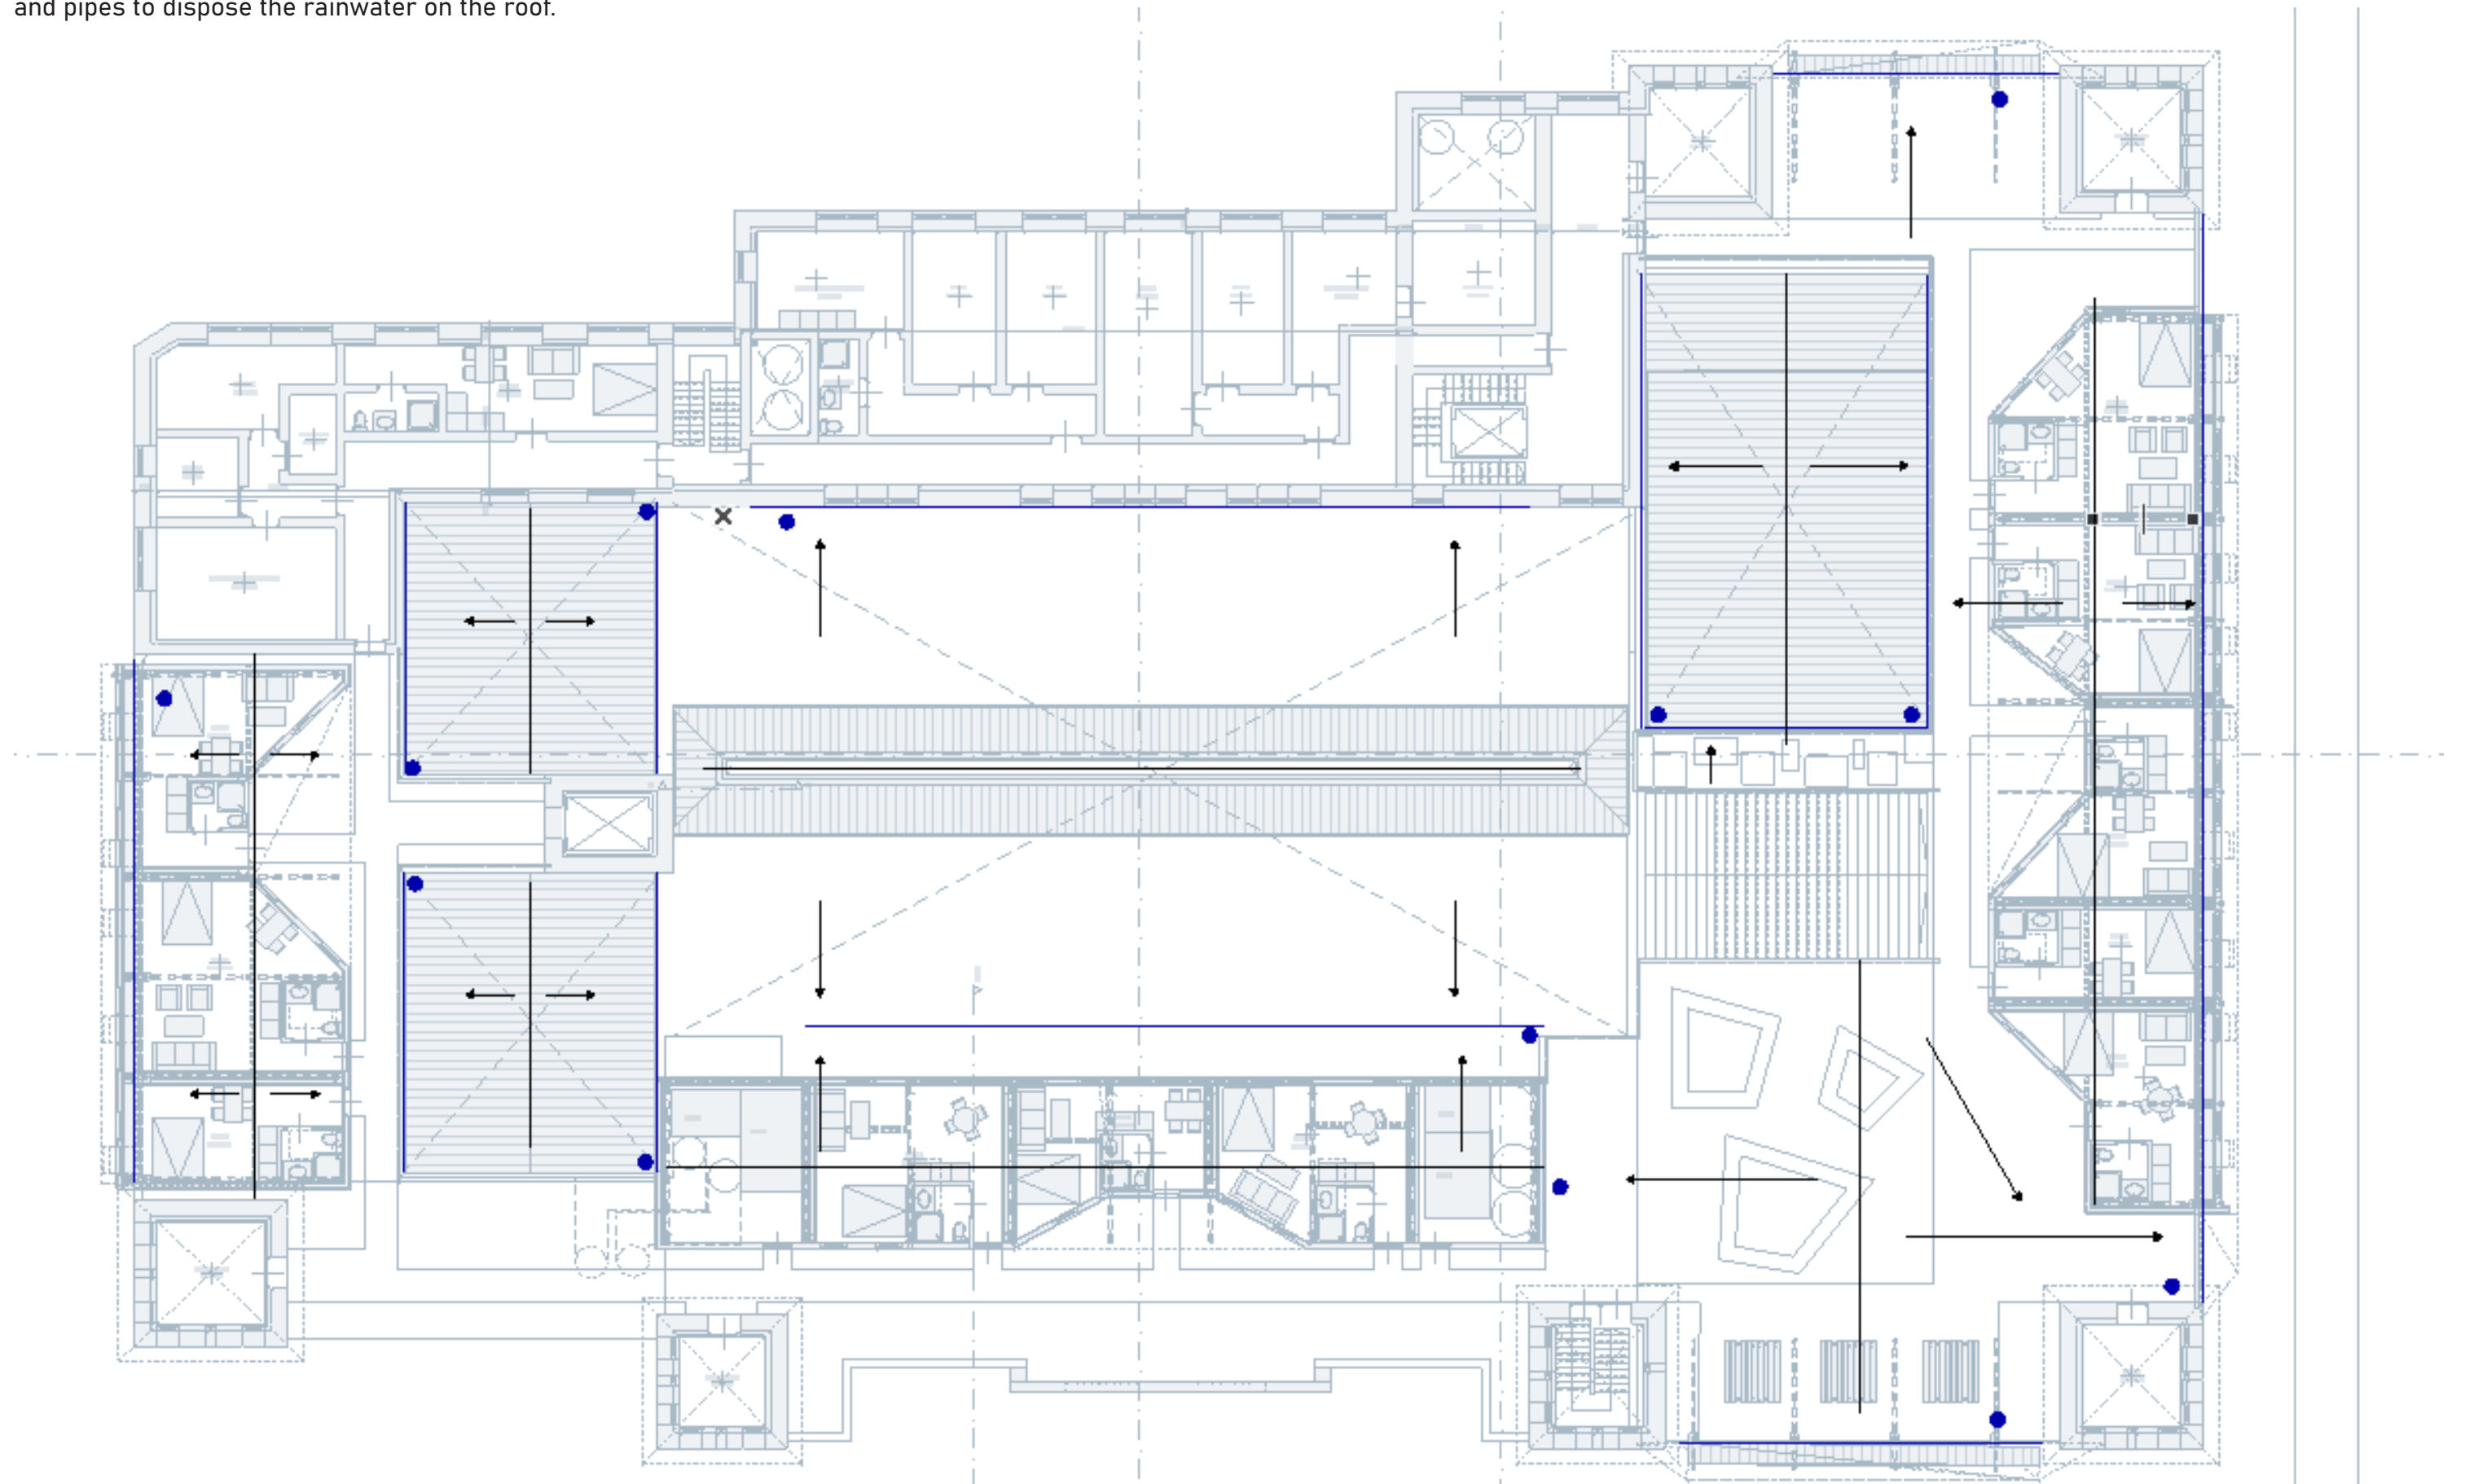 and pipes to dispose the rainwater on the roof.